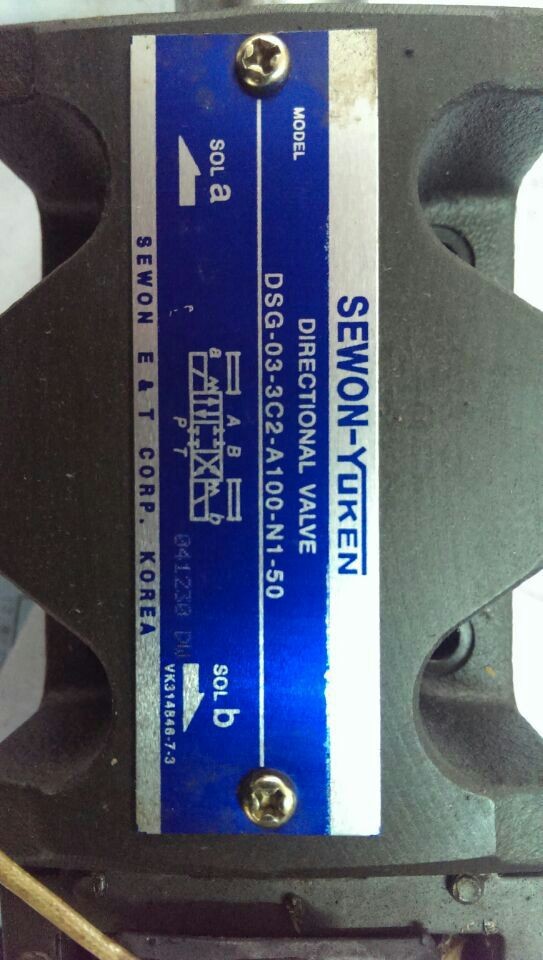 SEWON-YUKEN
DIRECTIONAL VALVE
MODEL
DSG-03-3C2-A100-N1-50
SOL a
SOL b
A B
a b
P T
041230 DW
VK314846-7-3
SEWON E & T CORP. KOREA